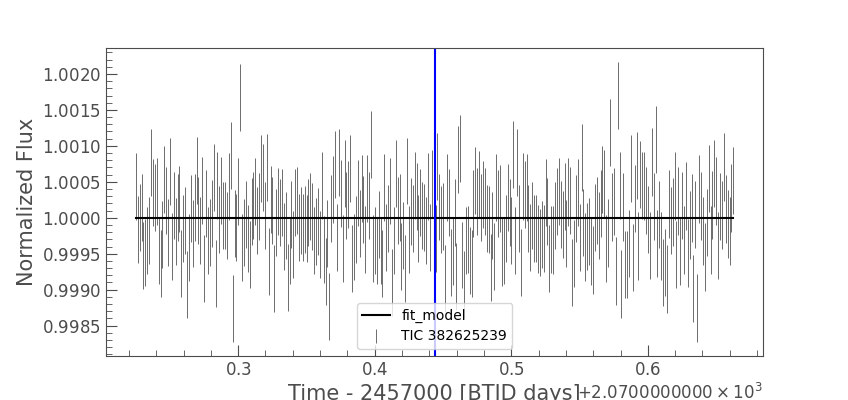 Normalized Flux
1.0020
1.0015
1.0010
1.0005
1.0000
0.9995
0.9990
0.9985
fit_model
TIC 382625239
0.3 0.4 0.5 0.6
Time - 2457000 [BTJD days]
+2.0700000000 × 10³